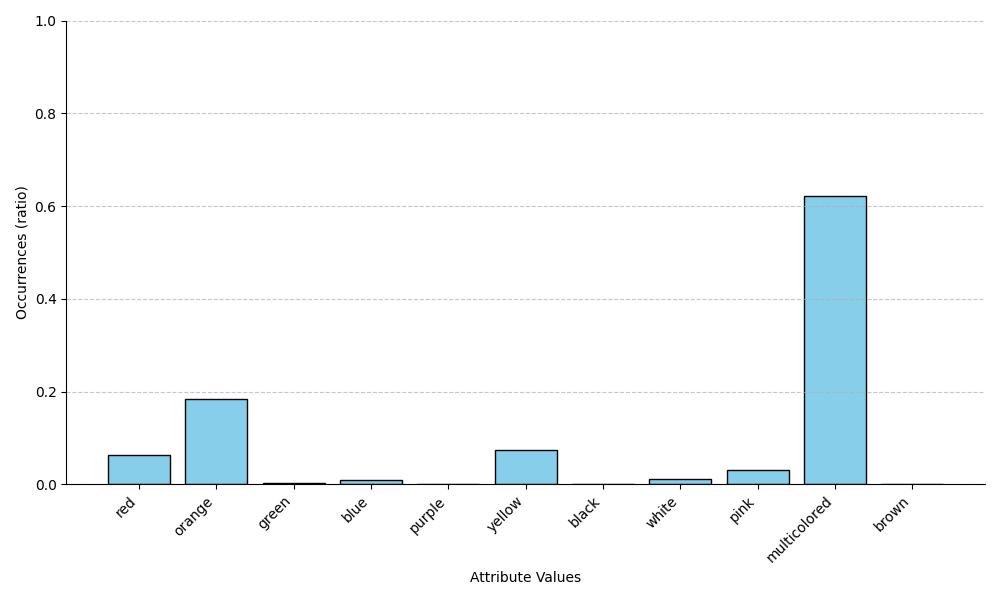 1.0
0.8
0.6
0.4
0.2
0.0
Occurrences (ratio)
red
orange
green
blue
purple
yellow
black
white
pink
multicolored
brown
Attribute Values